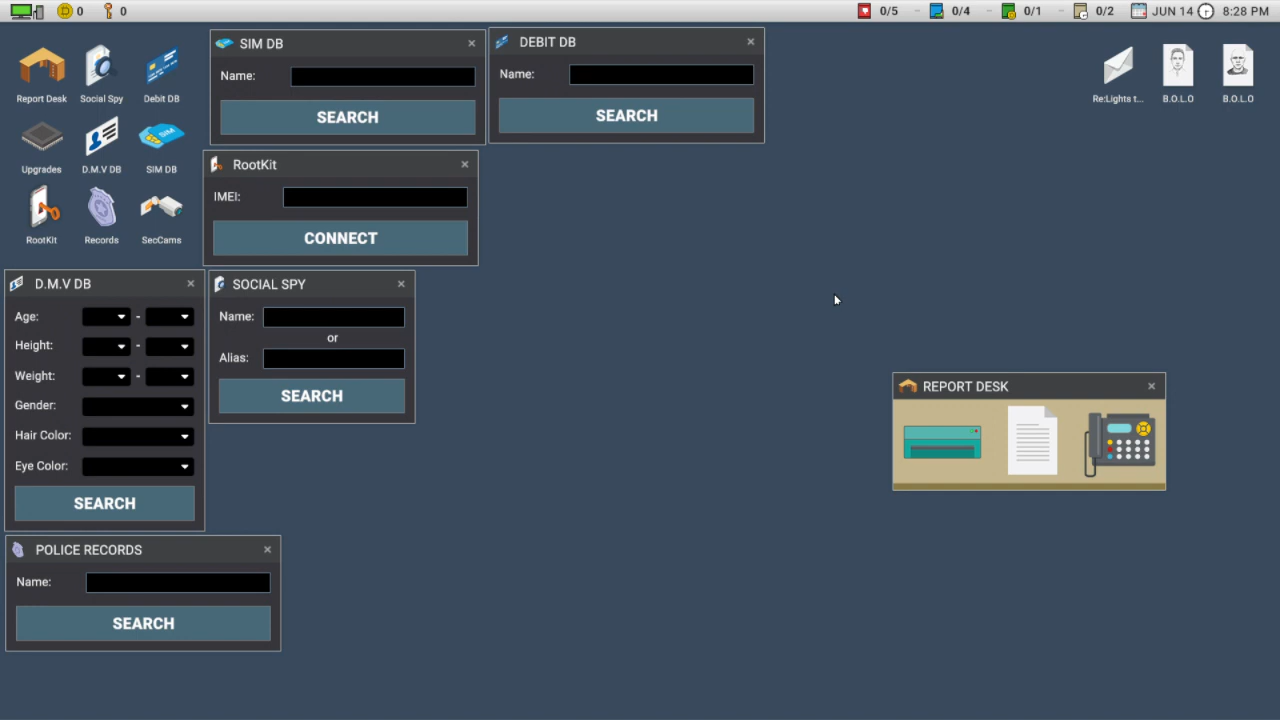 0
0
0/5
0/4
0/1
0/2
JUN 14
8:28 PM
Report Desk
Social Spy
Debit DB
Upgrades
D.M.V DB
SIM DB
RootKit
Records
SecCams
SIM DB
Name:
SEARCH
DEBIT DB
Name:
SEARCH
Re:Lights t...
B.O.L.O
B.O.L.O
RootKit
IMEI:
CONNECT
D.M.V DB
Age:
-
Height:
-
Weight:
-
Gender:
Hair Color:
Eye Color:
SEARCH
SOCIAL SPY
Name:
or
Alias:
SEARCH
REPORT DESK
POLICE RECORDS
Name:
SEARCH